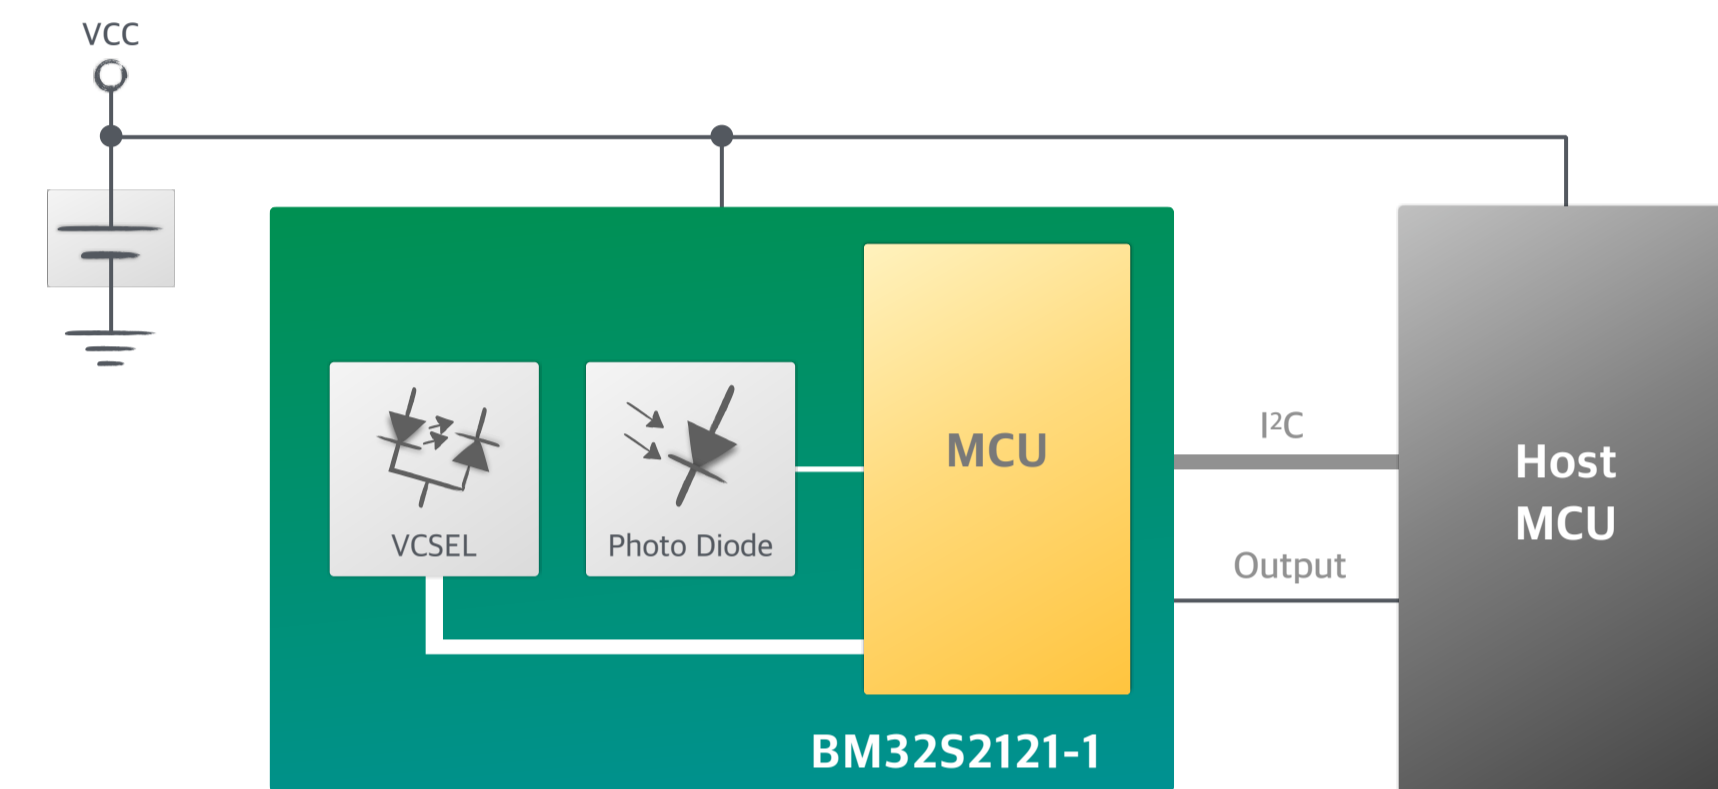 VCC
VCSEL
Photo Diode
MCU
I²C
Output
Host
MCU
BM32S2121-1